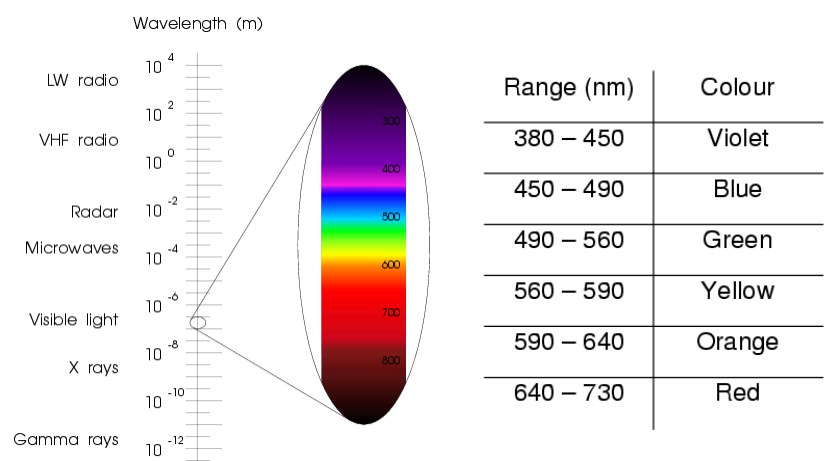 Wavelength (m)
10 4
LW radio
10 2
VHF radio
10 0
Radar
10 -2
Microwaves
10 -4
10 -6
Visible light
10 -8
X rays
10 -10
Gamma rays
10 -12
300
400
500
600
700
800
Range (nm) Colour
380 – 450 Violet
450 – 490 Blue
490 – 560 Green
560 – 590 Yellow
590 – 640 Orange
640 – 730 Red